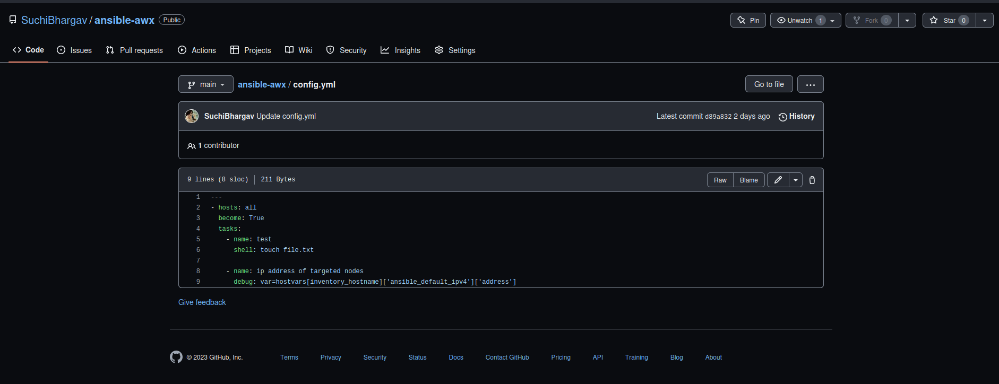 SuchiBhargav / ansible-awx Public
Pin Unwatch 1 Fork 0 Star 0
Code Issues Pull requests Actions Projects Wiki Security Insights Settings
main ansible-awx / config.yml Go to file ...
SuchiBhargav Update config.yml Latest commit d89a832 2 days ago History
1 contributor
9 lines (8 sloc) 211 Bytes Raw Blame
1 ---
2 - hosts: all
3   become: True
4   tasks:
5     - name: test
6       shell: touch file.txt
7
8     - name: ip address of targeted nodes
9       debug: var=hostvars[inventory_hostname]['ansible_default_ipv4']['address']
Give feedback
© 2023 GitHub, Inc. Terms Privacy Security Status Docs Contact GitHub Pricing API Training Blog About